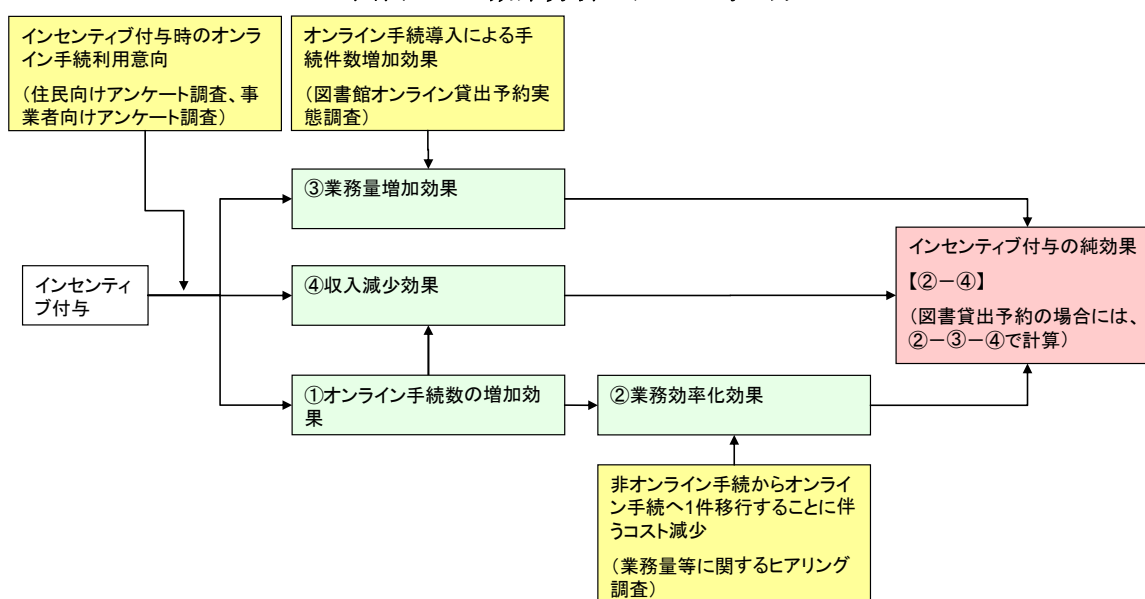 インセンティブ付与時のオンラ
イン手続利用意向
（住民向けアンケート調査、事
業者向けアンケート調査）
オンライン手続導入による手
続件数増加効果
（図書館オンライン貸出予約実
態調査）
③業務量増加効果
インセンティ
ブ付与
④収入減少効果
インセンティブ付与の純効果
【②－④】
（図書貸出予約の場合には、
②－③－④で計算）
①オンライン手続数の増加効
果
②業務効率化効果
非オンライン手続からオンライ
ン手続へ1件移行することに伴
うコスト減少
（業務量等に関するヒアリング
調査）